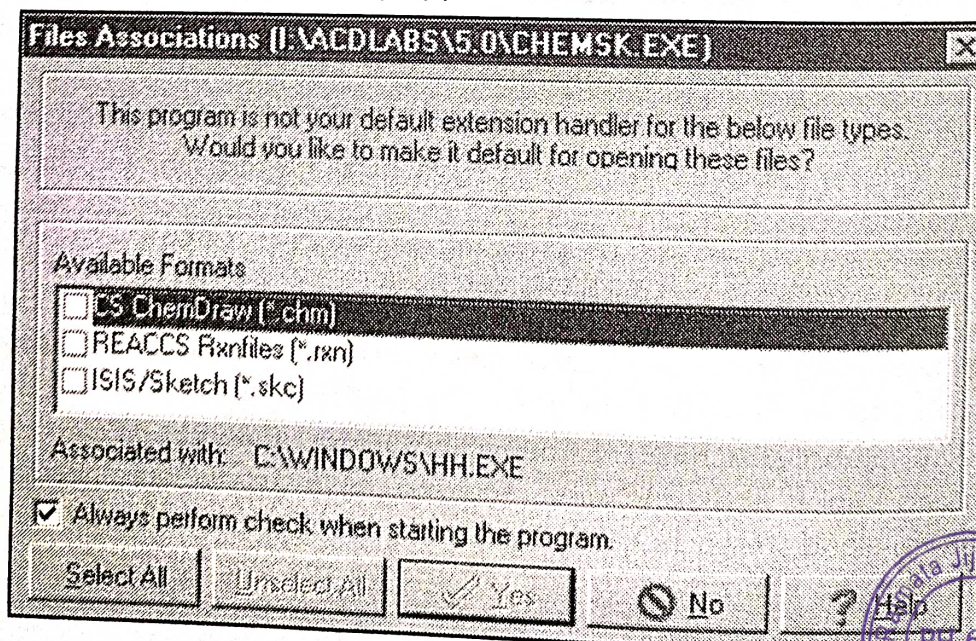 Files Associations (I:\ACDLABS\5.0\CHEMSK.EXE)
This program is not your default extension handler for the below file types.
Would you like to make it default for opening these files?
Available Formats
CS ChemDraw (*.chm)
REACCS Rxnfiles (*.rxn)
ISIS/Sketch (*.skc)
Associated with: C:\WINDOWS\HH.EXE
Always perform check when starting the program.
Select All Unselect All Yes No Help